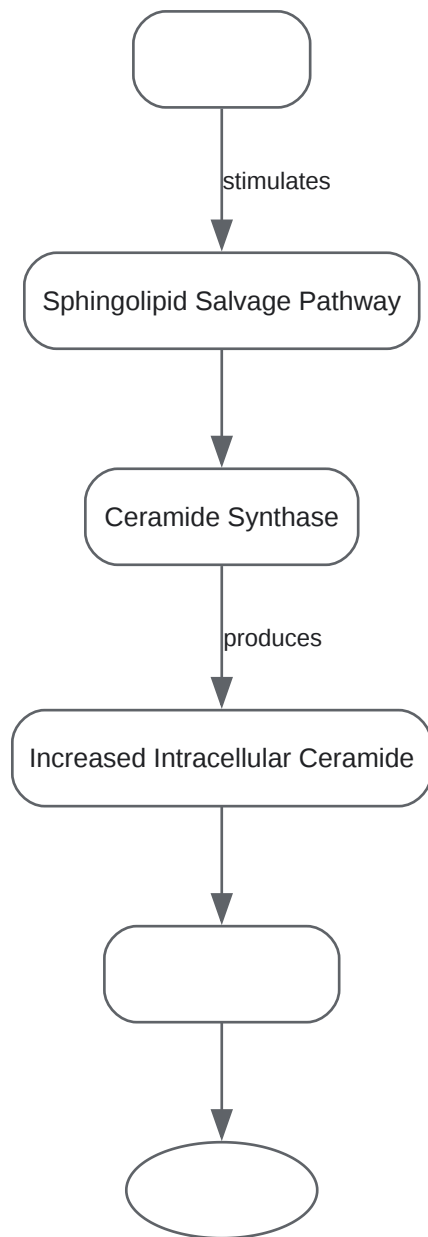 stimulates
Sphingolipid Salvage Pathway
Ceramide Synthase
produces
Increased Intracellular Ceramide